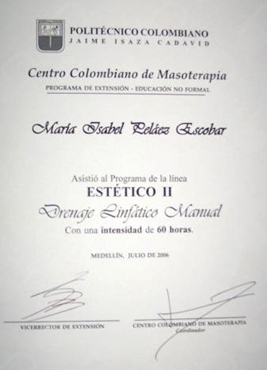 POLITÉCNICO COLOMBIANO
JAIME ISAZA CADAVID
Centro Colombiano de Masoterapia
PROGRAMA DE EXTENSIÓN - EDUCACIÓN NO FORMAL
María Isabel Peláez Escobar
Asistió al Programa de la línea
ESTÉTICO II
Drenaje Linfático Manual
Con una intensidad de 60 horas.
MEDELLÍN, JULIO DE 2006
VICERRECTOR DE EXTENSIÓN
CENTRO COLOMBIANO DE MASOTERAPIA
Coordinador